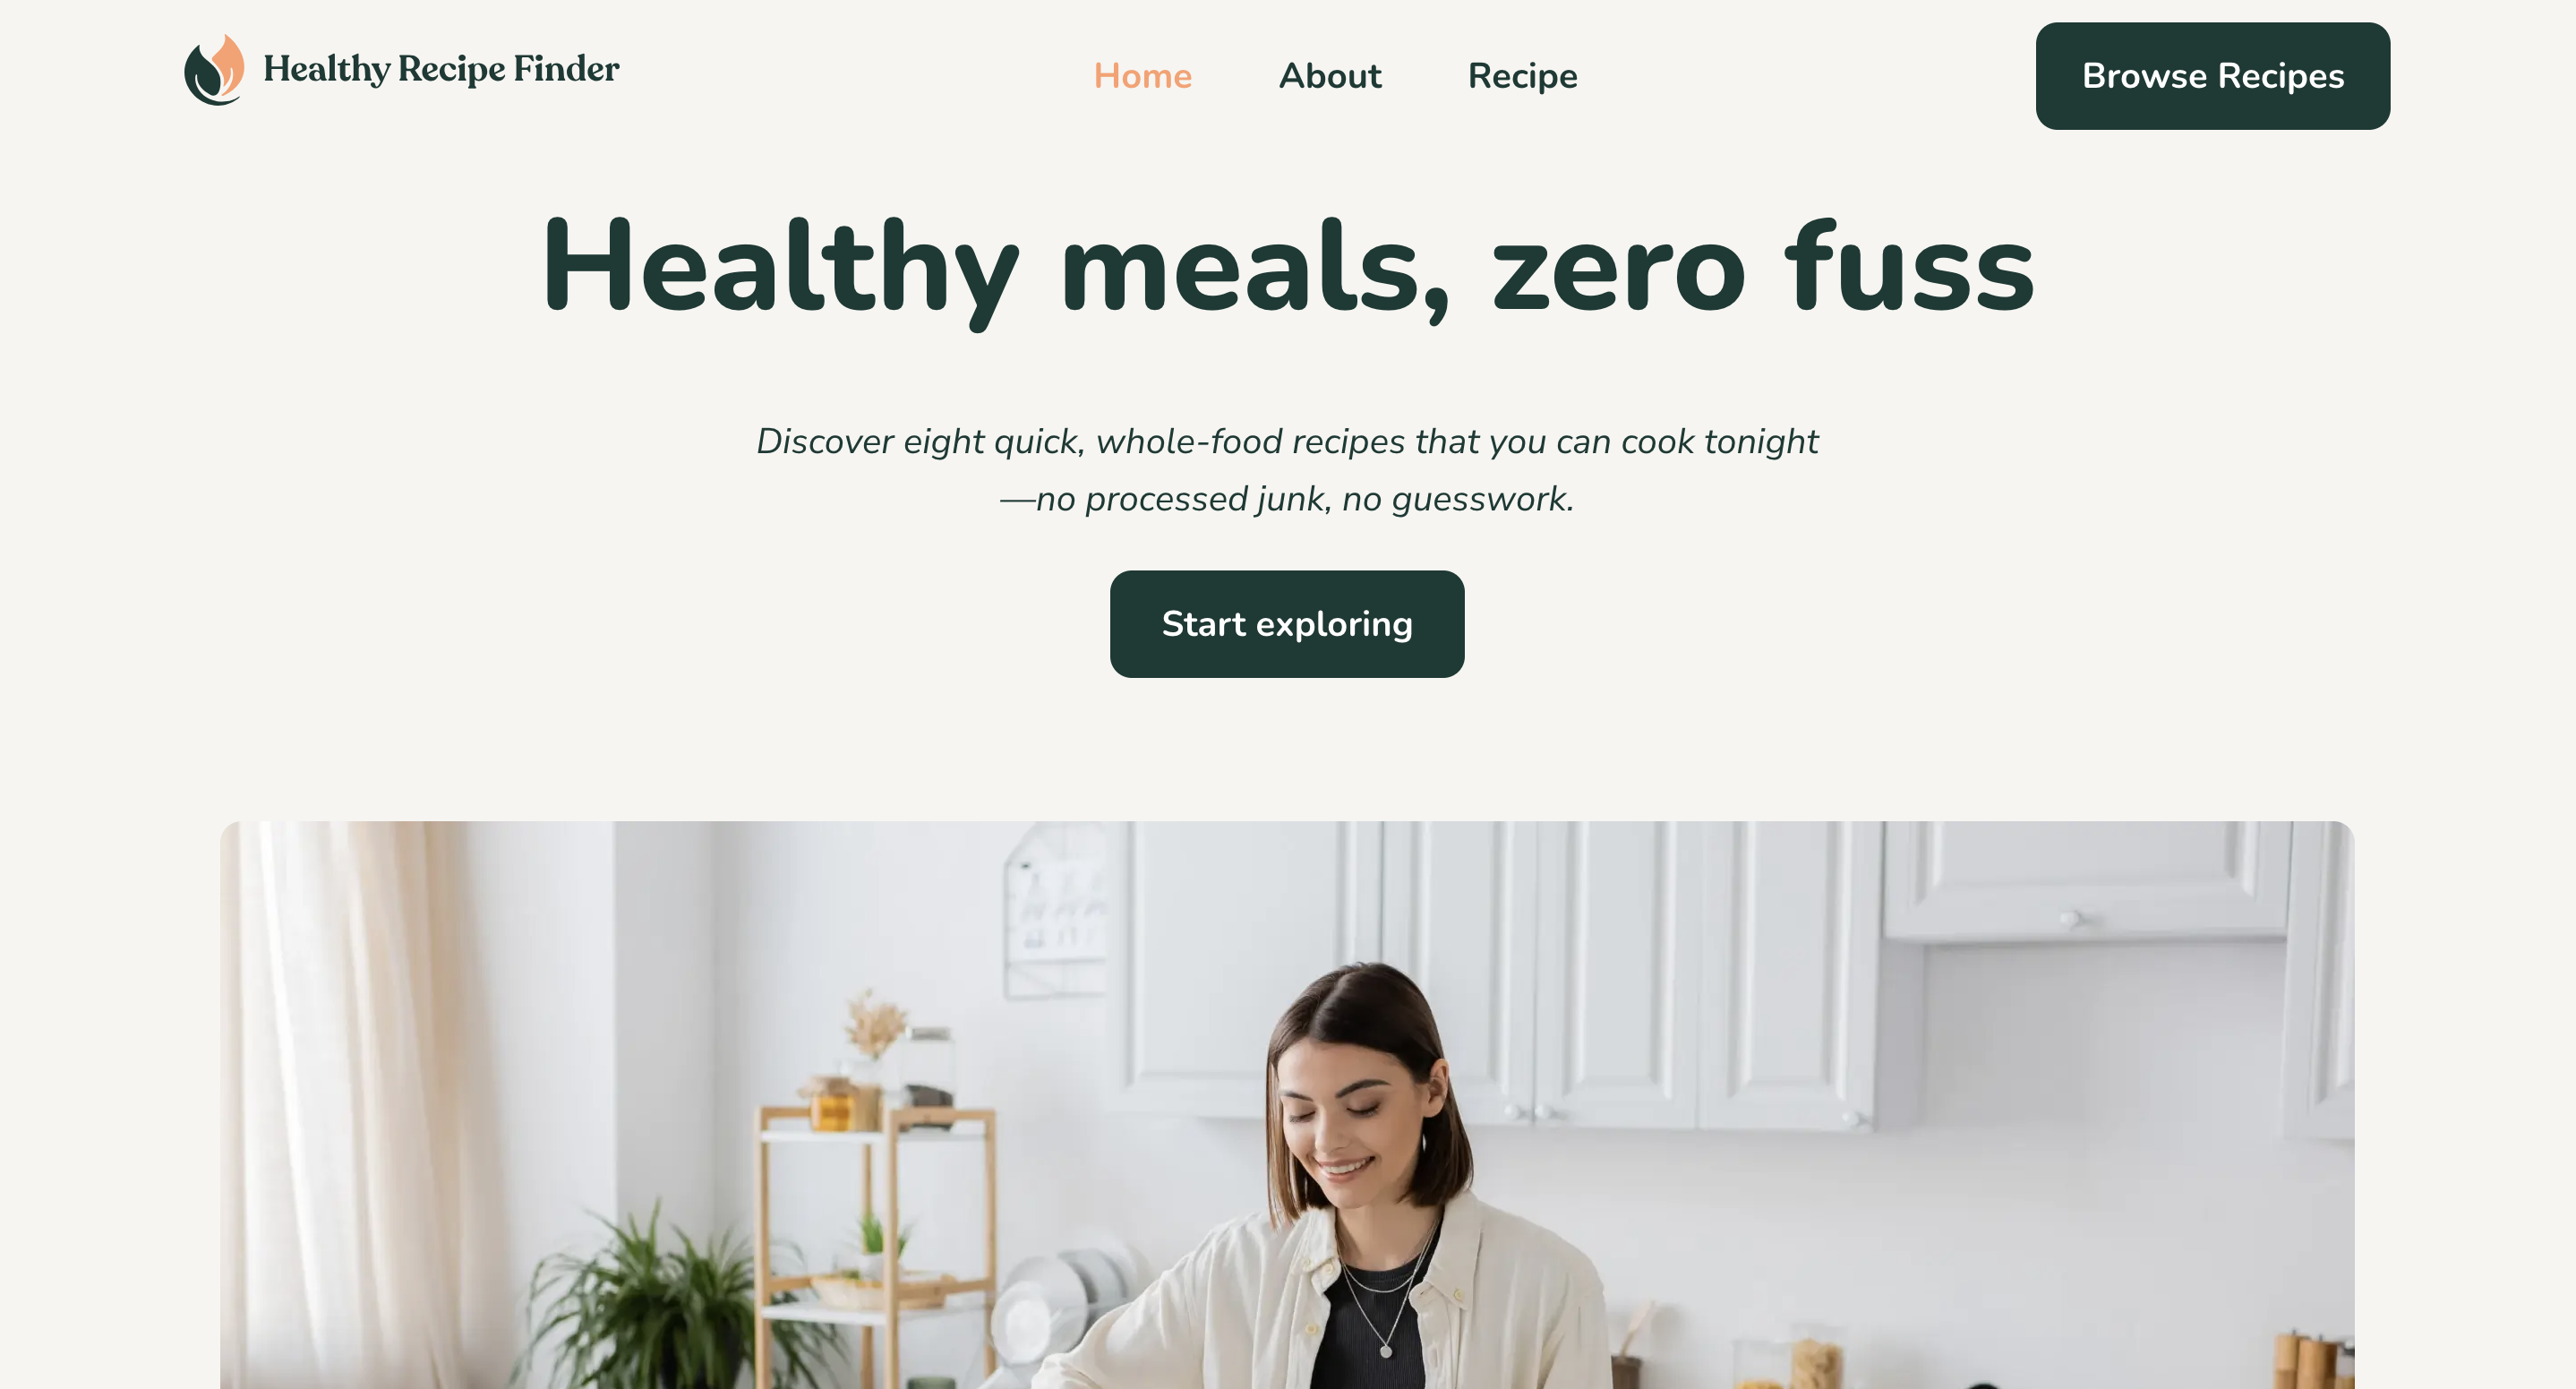 Healthy Recipe Finder
Home
About
Recipe
Browse Recipes
Healthy meals, zero fuss
Discover eight quick, whole-food recipes that you can cook tonight
—no processed junk, no guesswork.
Start exploring